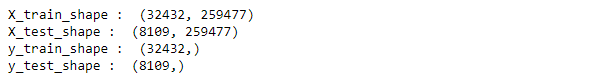 X_train_shape :  (32432, 259477)
X_test_shape :  (8109, 259477)
y_train_shape :  (32432,)
y_test_shape :  (8109,)